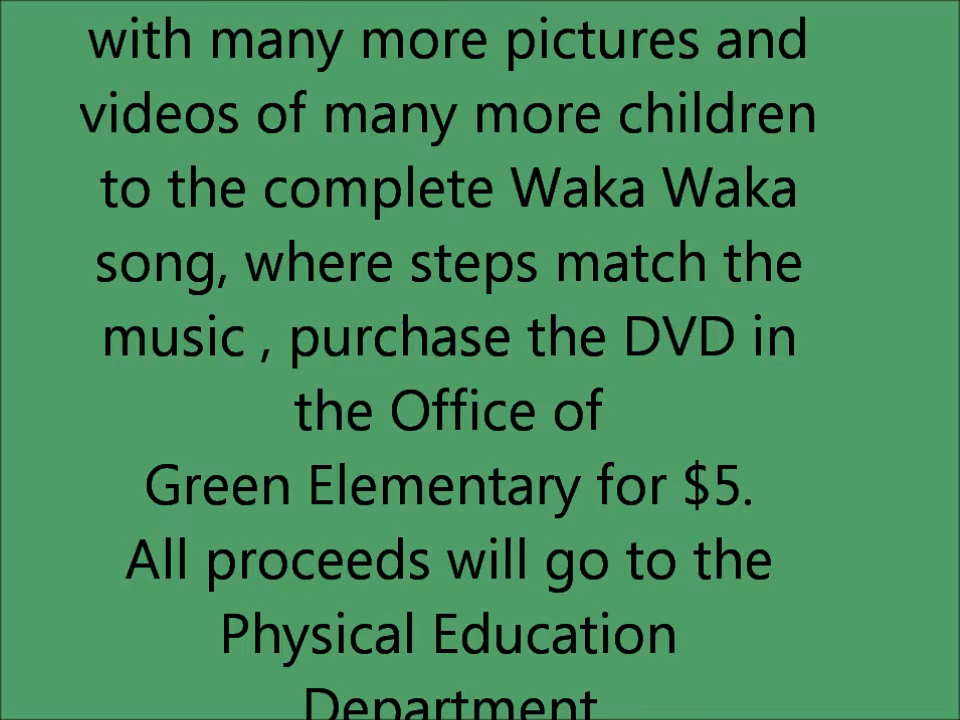 with many more pictures and
videos of many more children
to the complete Waka Waka
song, where steps match the
music , purchase the DVD in
the Office of
Green Elementary for $5.
All proceeds will go to the
Physical Education
Department